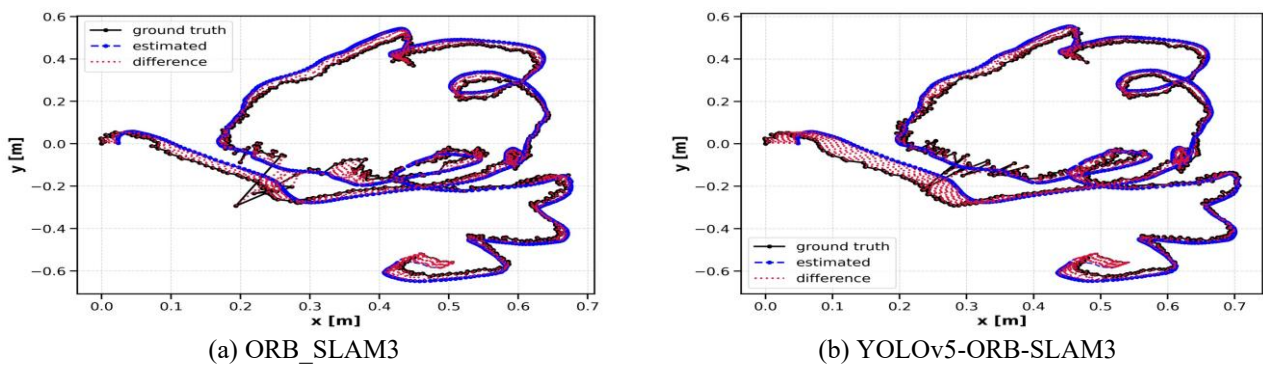 0.6
0.4
0.2
0.0
−0.2
−0.4
−0.6
y [m]
ground truth
estimated
difference
0.0 0.1 0.2 0.3 0.4 0.5 0.6 0.7
x [m]
(a) ORB_SLAM3
0.6
0.4
0.2
0.0
−0.2
−0.4
−0.6
y [m]
ground truth
estimated
difference
0.0 0.1 0.2 0.3 0.4 0.5 0.6 0.7
x [m]
(b) YOLOv5-ORB-SLAM3